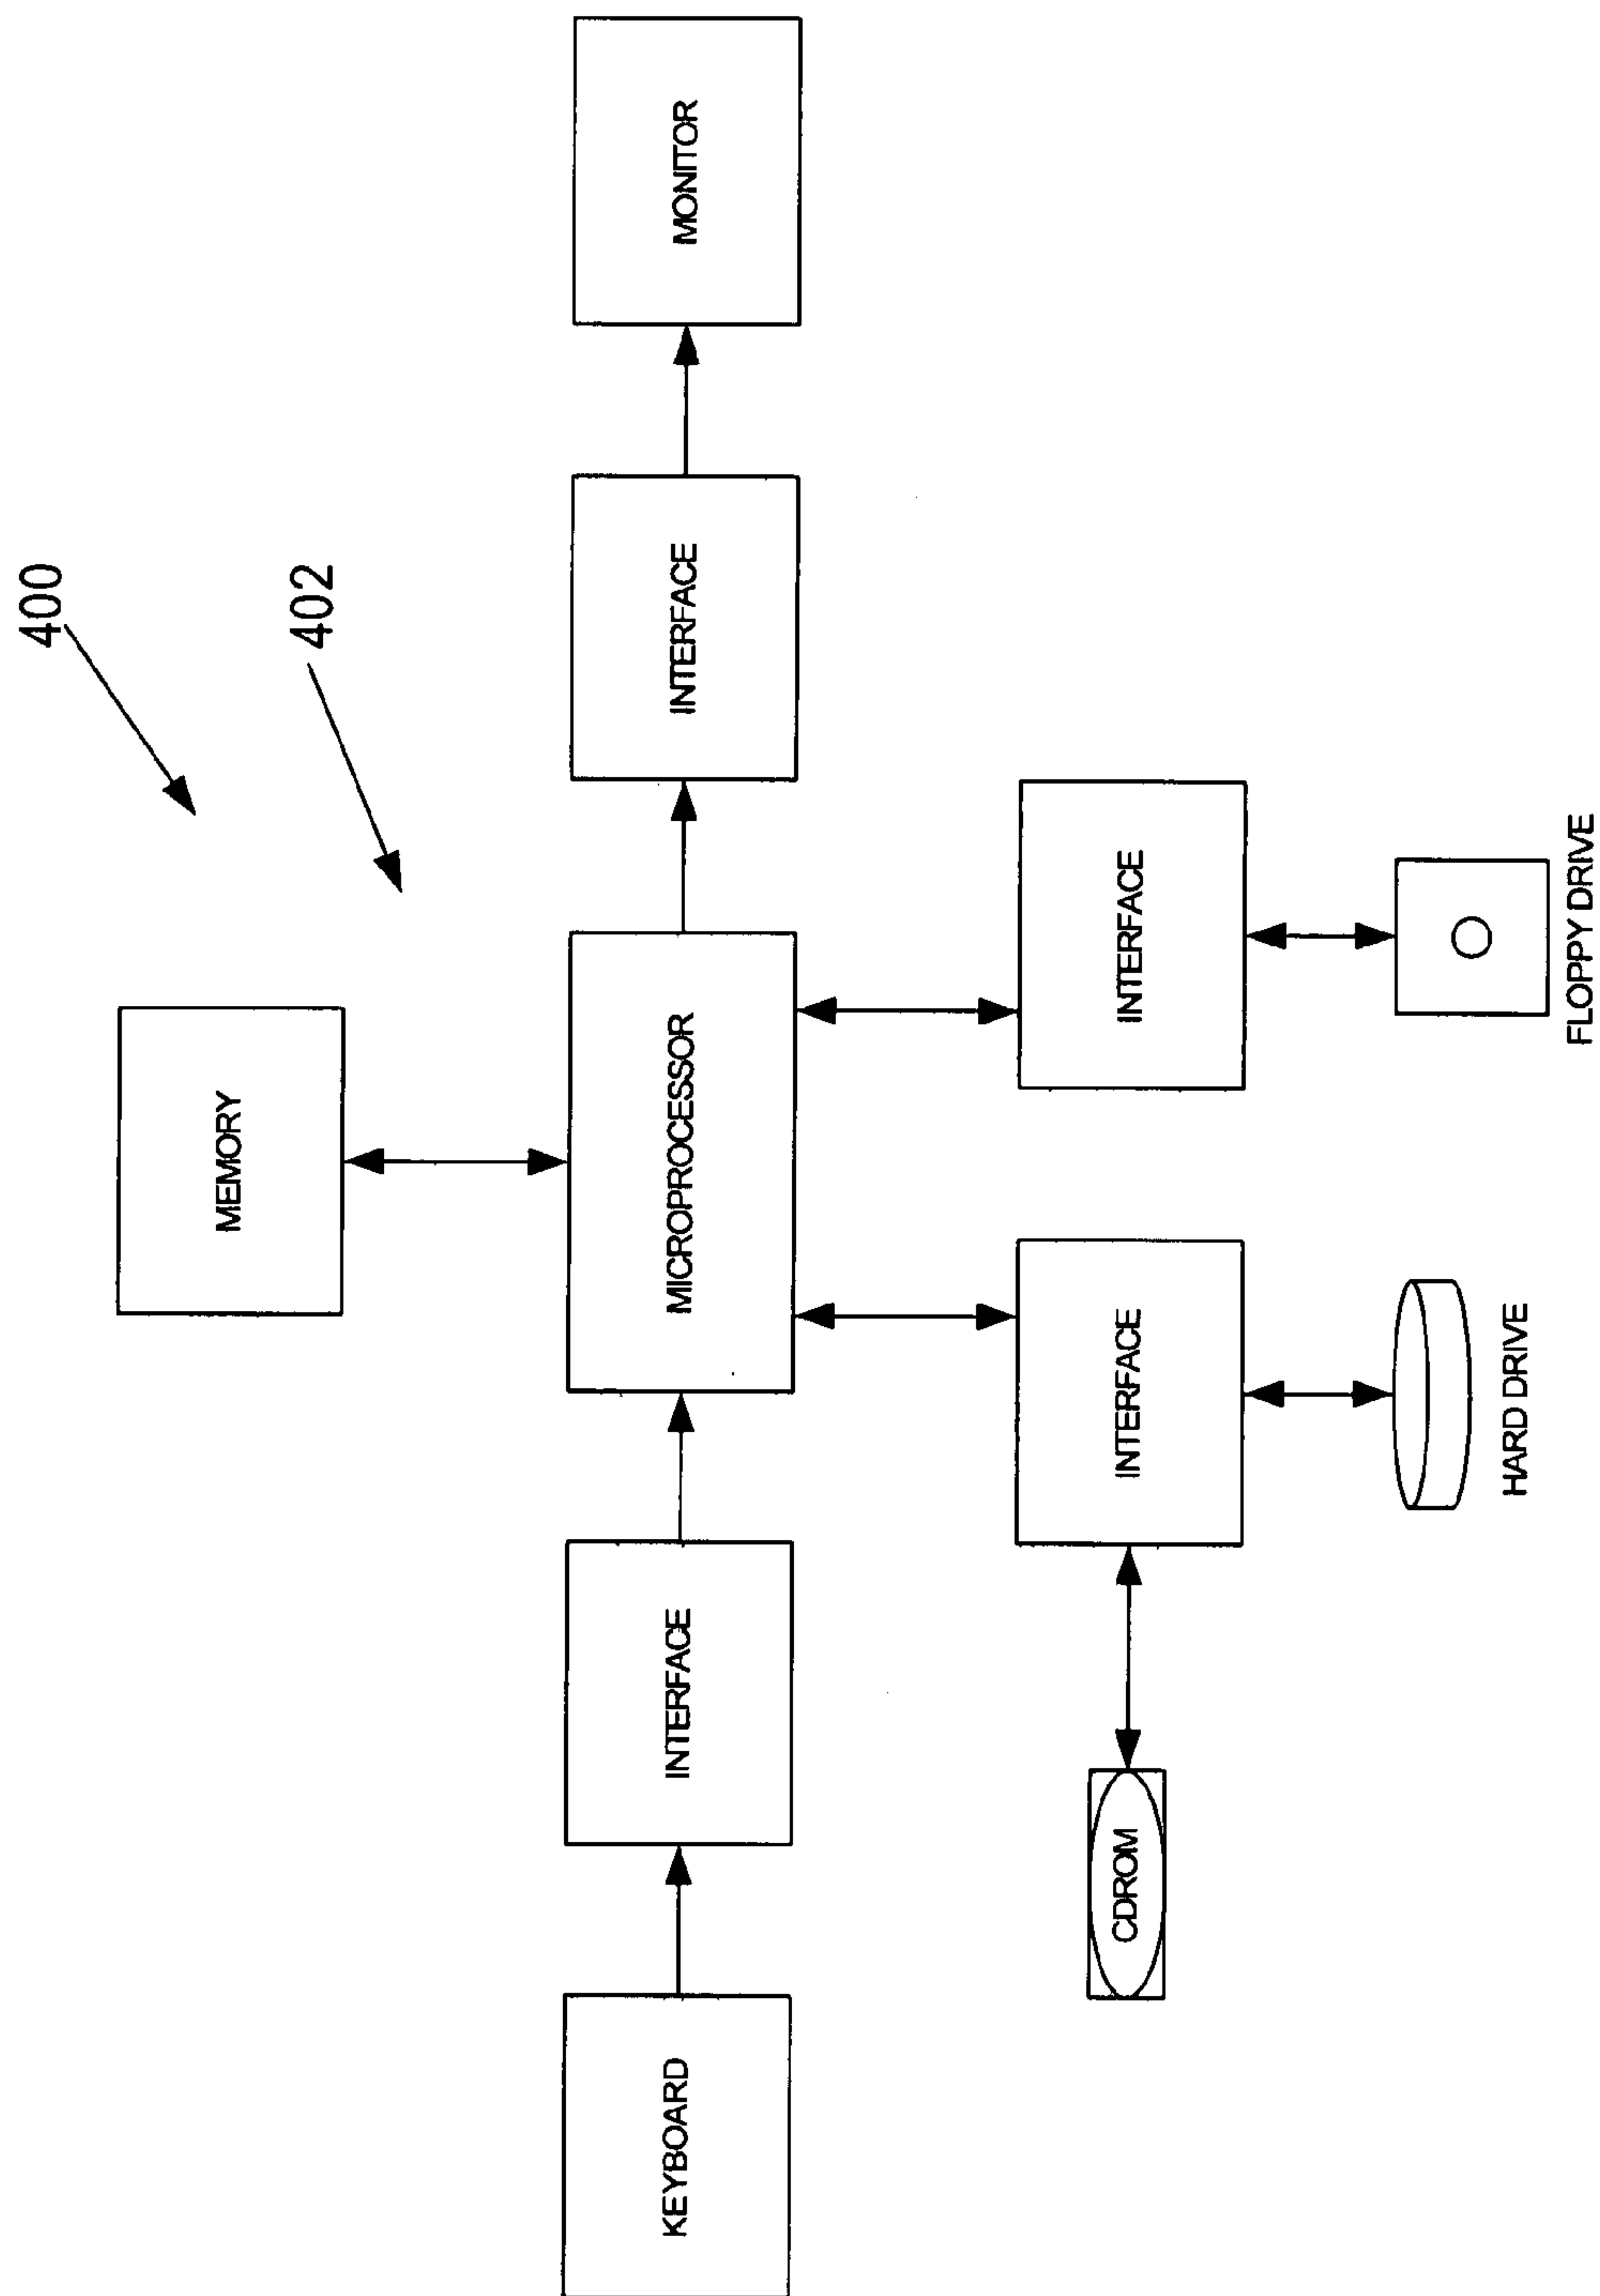 400
402
MEMORY
KEYBOARD
INTERFACE
MICROPROCESSOR
INTERFACE
MONITOR
CDROM
INTERFACE
INTERFACE
HARD DRIVE
FLOPPY DRIVE